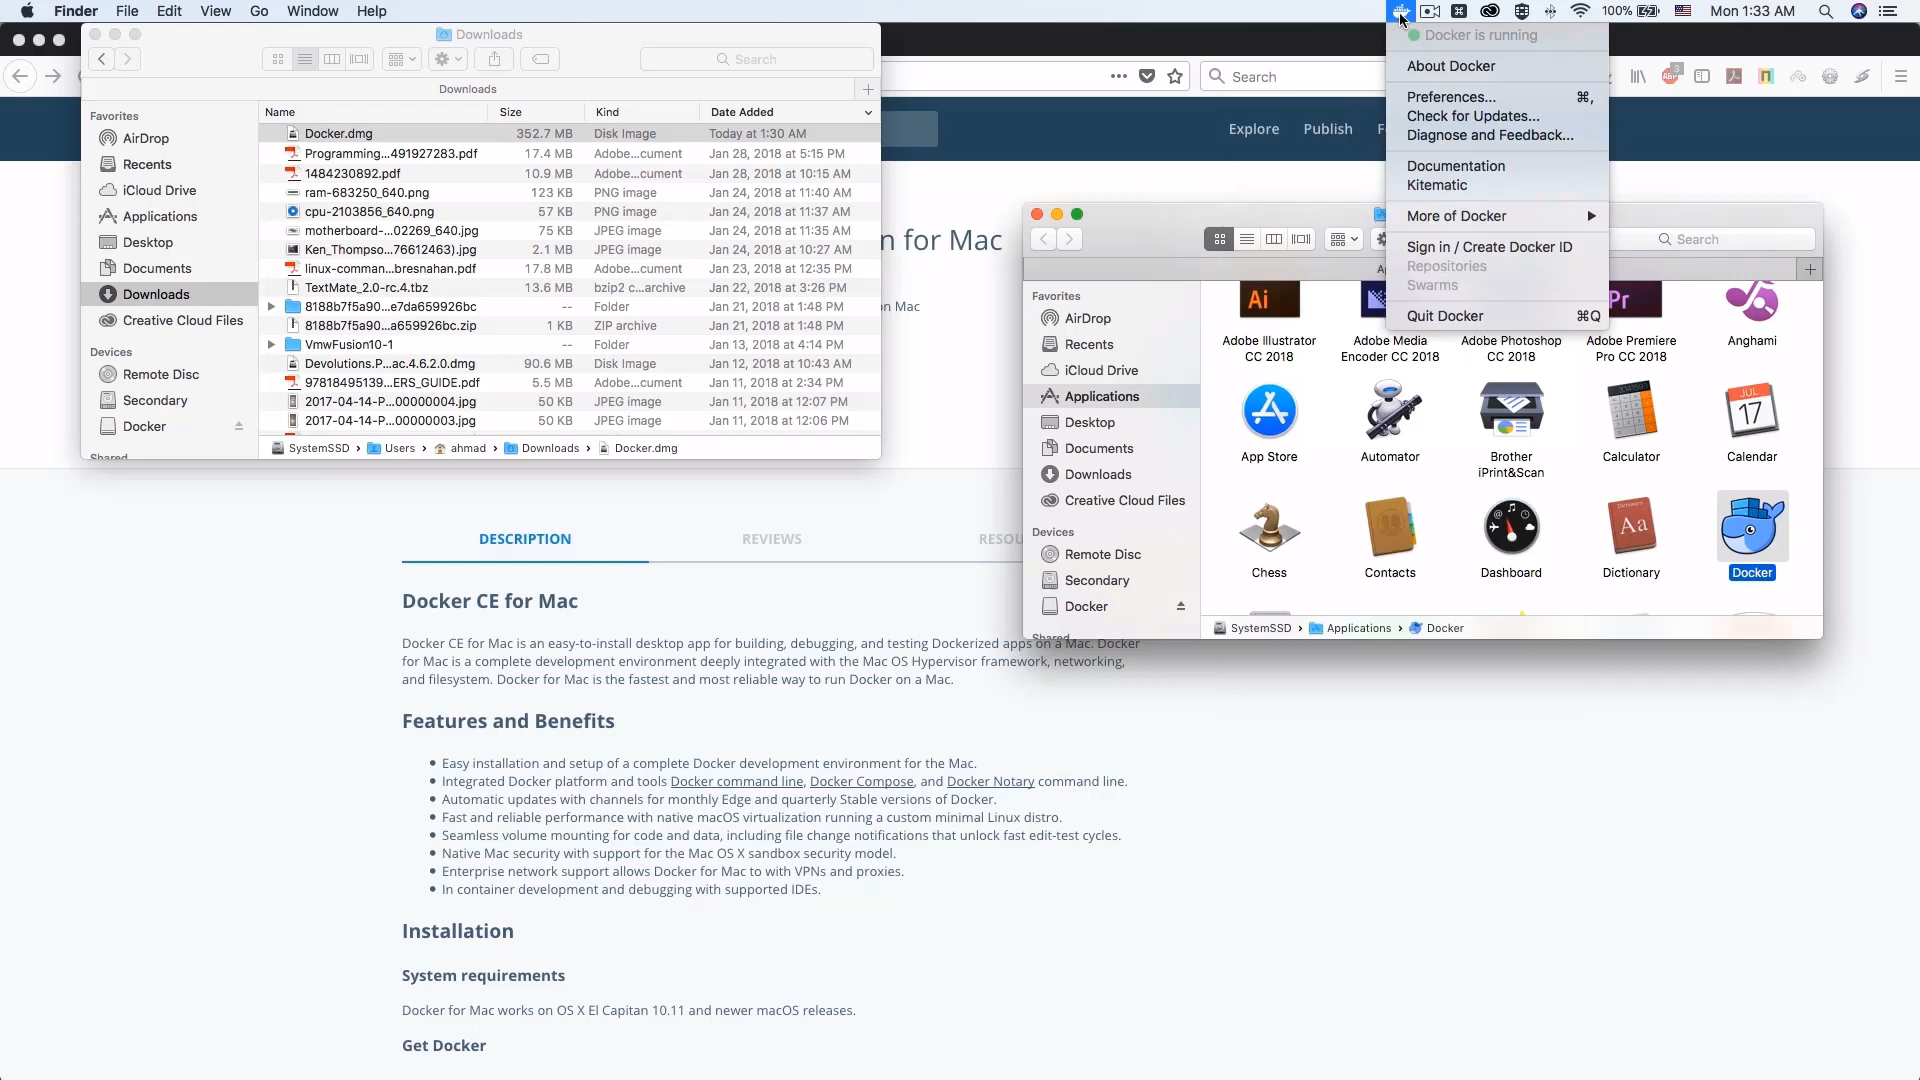 Finder File Edit View Go Window Help
100% Mon 1:33 AM
Downloads
Search
Downloads
Favorites
AirDrop
Recents
iCloud Drive
Applications
Desktop
Documents
Downloads
Creative Cloud Files
Devices
Remote Disc
Secondary
Docker
Name Size Kind Date Added
Docker.dmg 352.7 MB Disk Image Today at 1:30 AM
Programming...491927283.pdf 17.4 MB Adobe...cument Jan 28, 2018 at 5:15 PM
1484230892.pdf 10.9 MB Adobe...cument Jan 28, 2018 at 10:15 AM
ram-683250_640.png 123 KB PNG image Jan 24, 2018 at 11:40 AM
cpu-2103856_640.png 57 KB PNG image Jan 24, 2018 at 11:37 AM
motherboard-...02269_640.jpg 75 KB JPEG image Jan 24, 2018 at 11:35 AM
Ken_Thompso...76612463).jpg 2.1 MB JPEG image Jan 24, 2018 at 10:27 AM
linux-comman...bresnahan.pdf 17.8 MB Adobe...cument Jan 23, 2018 at 12:35 PM
TextMate_2.0-rc.4.tbz 13.6 MB bzip2 c...archive Jan 22, 2018 at 3:26 PM
8188b7f5a90...e7da659926bc -- Folder Jan 21, 2018 at 1:48 PM
8188b7f5a90...a659926bc.zip 1 KB ZIP archive Jan 21, 2018 at 1:48 PM
VmwFusion10-1 -- Folder Jan 13, 2018 at 4:14 PM
Devolutions.P...ac.4.6.2.0.dmg 90.6 MB Disk Image Jan 12, 2018 at 10:43 AM
97818495139...ERS_GUIDE.pdf 5.5 MB Adobe...cument Jan 11, 2018 at 2:34 PM
2017-04-14-P...00000004.jpg 50 KB JPEG image Jan 11, 2018 at 12:07 PM
2017-04-14-P...00000003.jpg 50 KB JPEG image Jan 11, 2018 at 12:06 PM
SystemSSD › Users › ahmad › Downloads › Docker.dmg
Search
Explore Publish
n for Mac
on Mac
Docker is running
About Docker
Preferences... ⌘,
Check for Updates...
Diagnose and Feedback...
Documentation
Kitematic
More of Docker
Sign in / Create Docker ID
Repositories
Swarms
Quit Docker ⌘Q
Search
Favorites
AirDrop
Recents
iCloud Drive
Applications
Desktop
Documents
Downloads
Creative Cloud Files
Devices
Remote Disc
Secondary
Docker
Shared
Ai Pr
Adobe Illustrator CC 2018
Adobe Media Encoder CC 2018
Adobe Photoshop CC 2018
Adobe Premiere Pro CC 2018
Anghami
App Store
Automator
Brother iPrint&Scan
Calculator
JUL
17
Calendar
Chess
Contacts
Dashboard
Aa
Dictionary
Docker
SystemSSD › Applications › Docker
DESCRIPTION REVIEWS RESOU
Docker CE for Mac
Docker CE for Mac is an easy-to-install desktop app for building, debugging, and testing Dockerized apps on a Mac. Docker
for Mac is a complete development environment deeply integrated with the Mac OS Hypervisor framework, networking,
and filesystem. Docker for Mac is the fastest and most reliable way to run Docker on a Mac.
Features and Benefits
Easy installation and setup of a complete Docker development environment for the Mac.
Integrated Docker platform and tools Docker command line, Docker Compose, and Docker Notary command line.
Automatic updates with channels for monthly Edge and quarterly Stable versions of Docker.
Fast and reliable performance with native macOS virtualization running a custom minimal Linux distro.
Seamless volume mounting for code and data, including file change notifications that unlock fast edit-test cycles.
Native Mac security with support for the Mac OS X sandbox security model.
Enterprise network support allows Docker for Mac to with VPNs and proxies.
In container development and debugging with supported IDEs.
Installation
System requirements
Docker for Mac works on OS X El Capitan 10.11 and newer macOS releases.
Get Docker